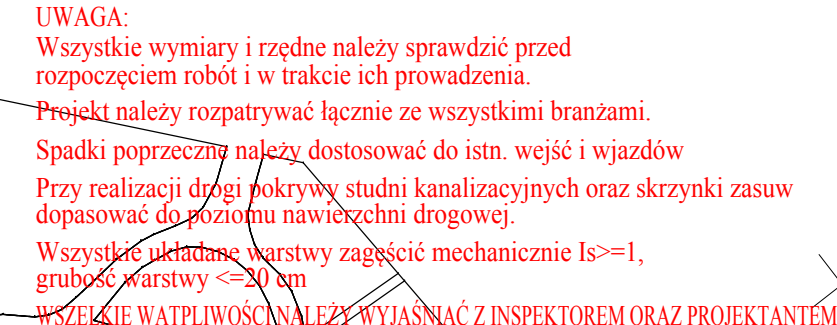 UWAGA:
Wszystkie wymiary i rzędne należy sprawdzić przed
rozpoczęciem robót i w trakcie ich prowadzenia.
Projekt należy rozpatrywać łącznie ze wszystkimi branżami.
Spadki poprzeczne należy dostosować do istn. wejść i wjazdów
Przy realizacji drogi pokrywy studni kanalizacyjnych oraz skrzynki zasuw
dopasować do poziomu nawierzchni drogowej.
Wszystkie układane warstwy zagęścić mechanicznie Is>=1,
grubość warstwy <=20 cm
WSZELKIE WATPLIWOŚCI NALEŻY WYJAŚNIAĆ Z INSPEKTOREM ORAZ PROJEKTANTEM